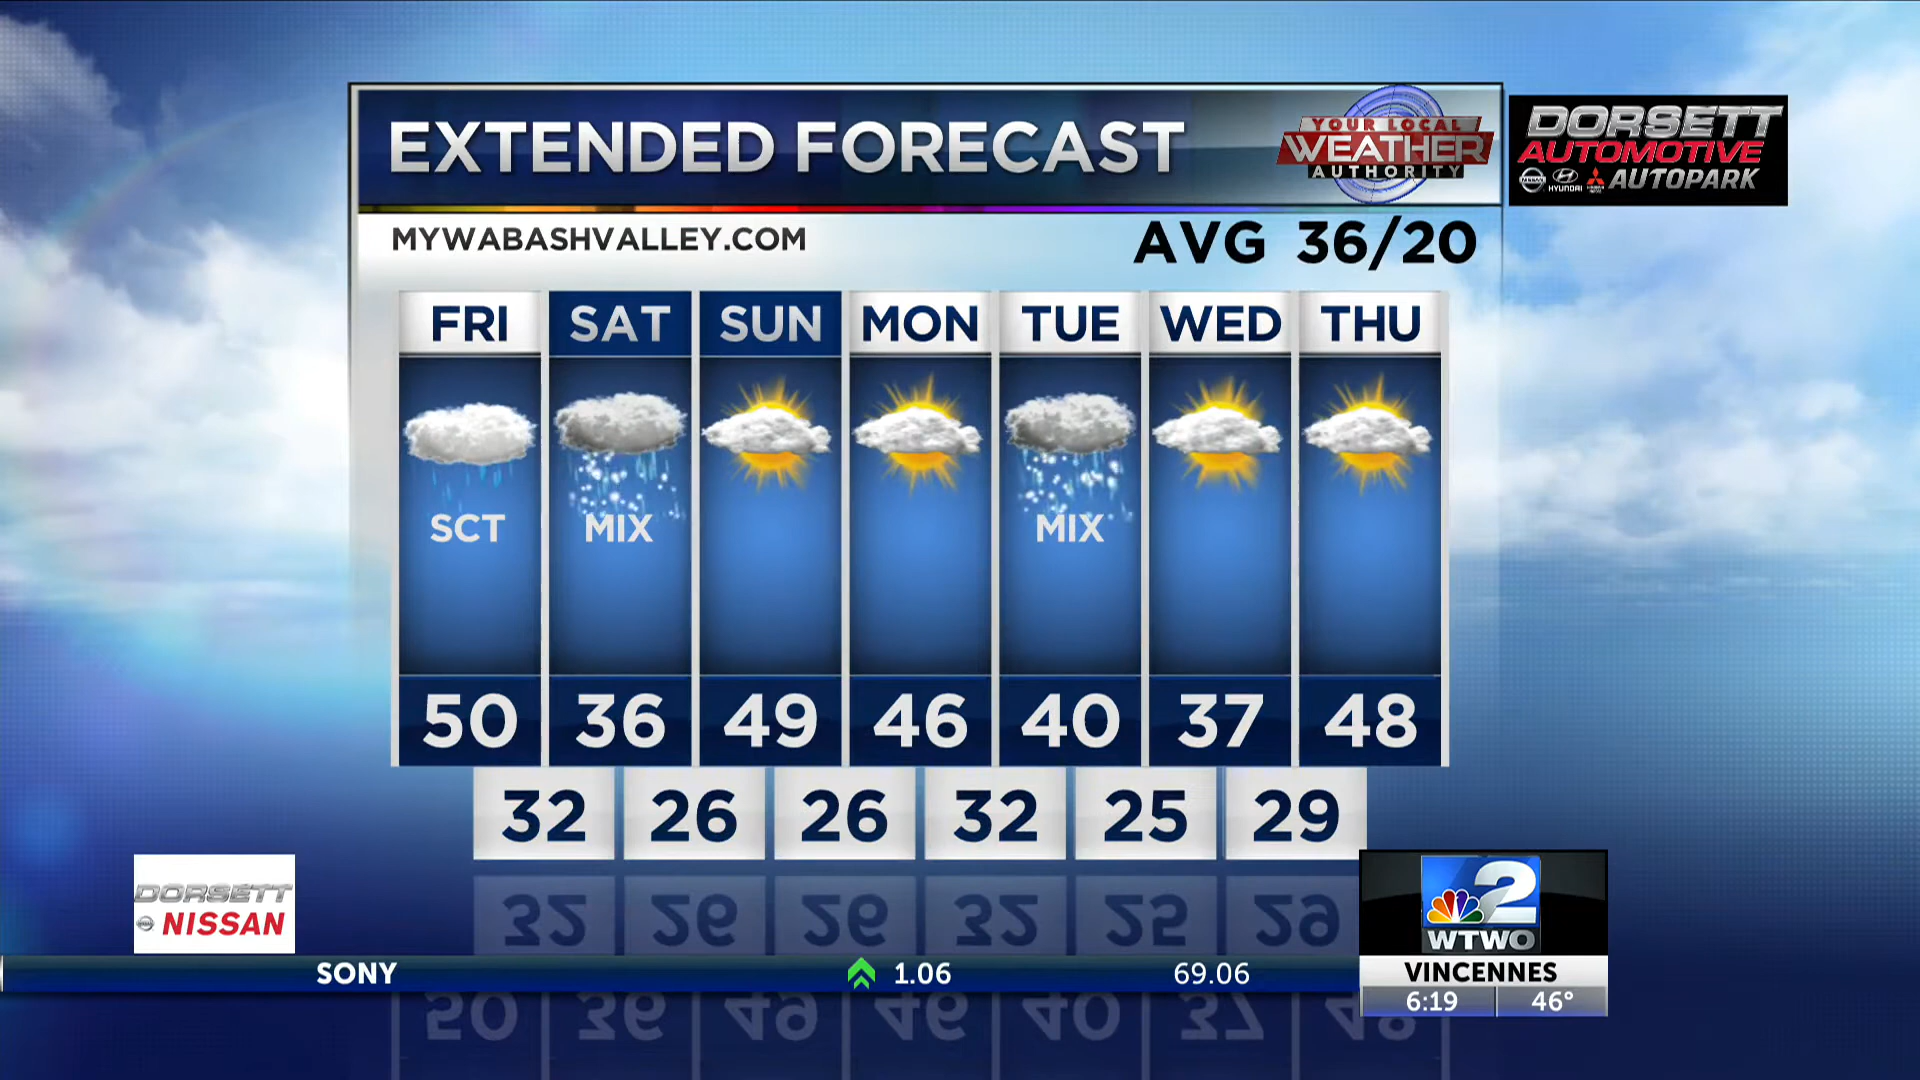 EXTENDED FORECAST
YOUR LOCAL
WEATHER
AUTHORITY
DORSETT
AUTOMOTIVE
HYUNDAI
AUTOPARK
MYWABASHVALLEY.COM
AVG 36/20
FRI SAT SUN MON TUE WED THU
SCT MIX MIX
50 36 49 46 40 37 48
32 26 26 32 25 29
DORSETT
NISSAN
2
WTWO
SONY 1.06 69.06
VINCENNES
6:19 46°